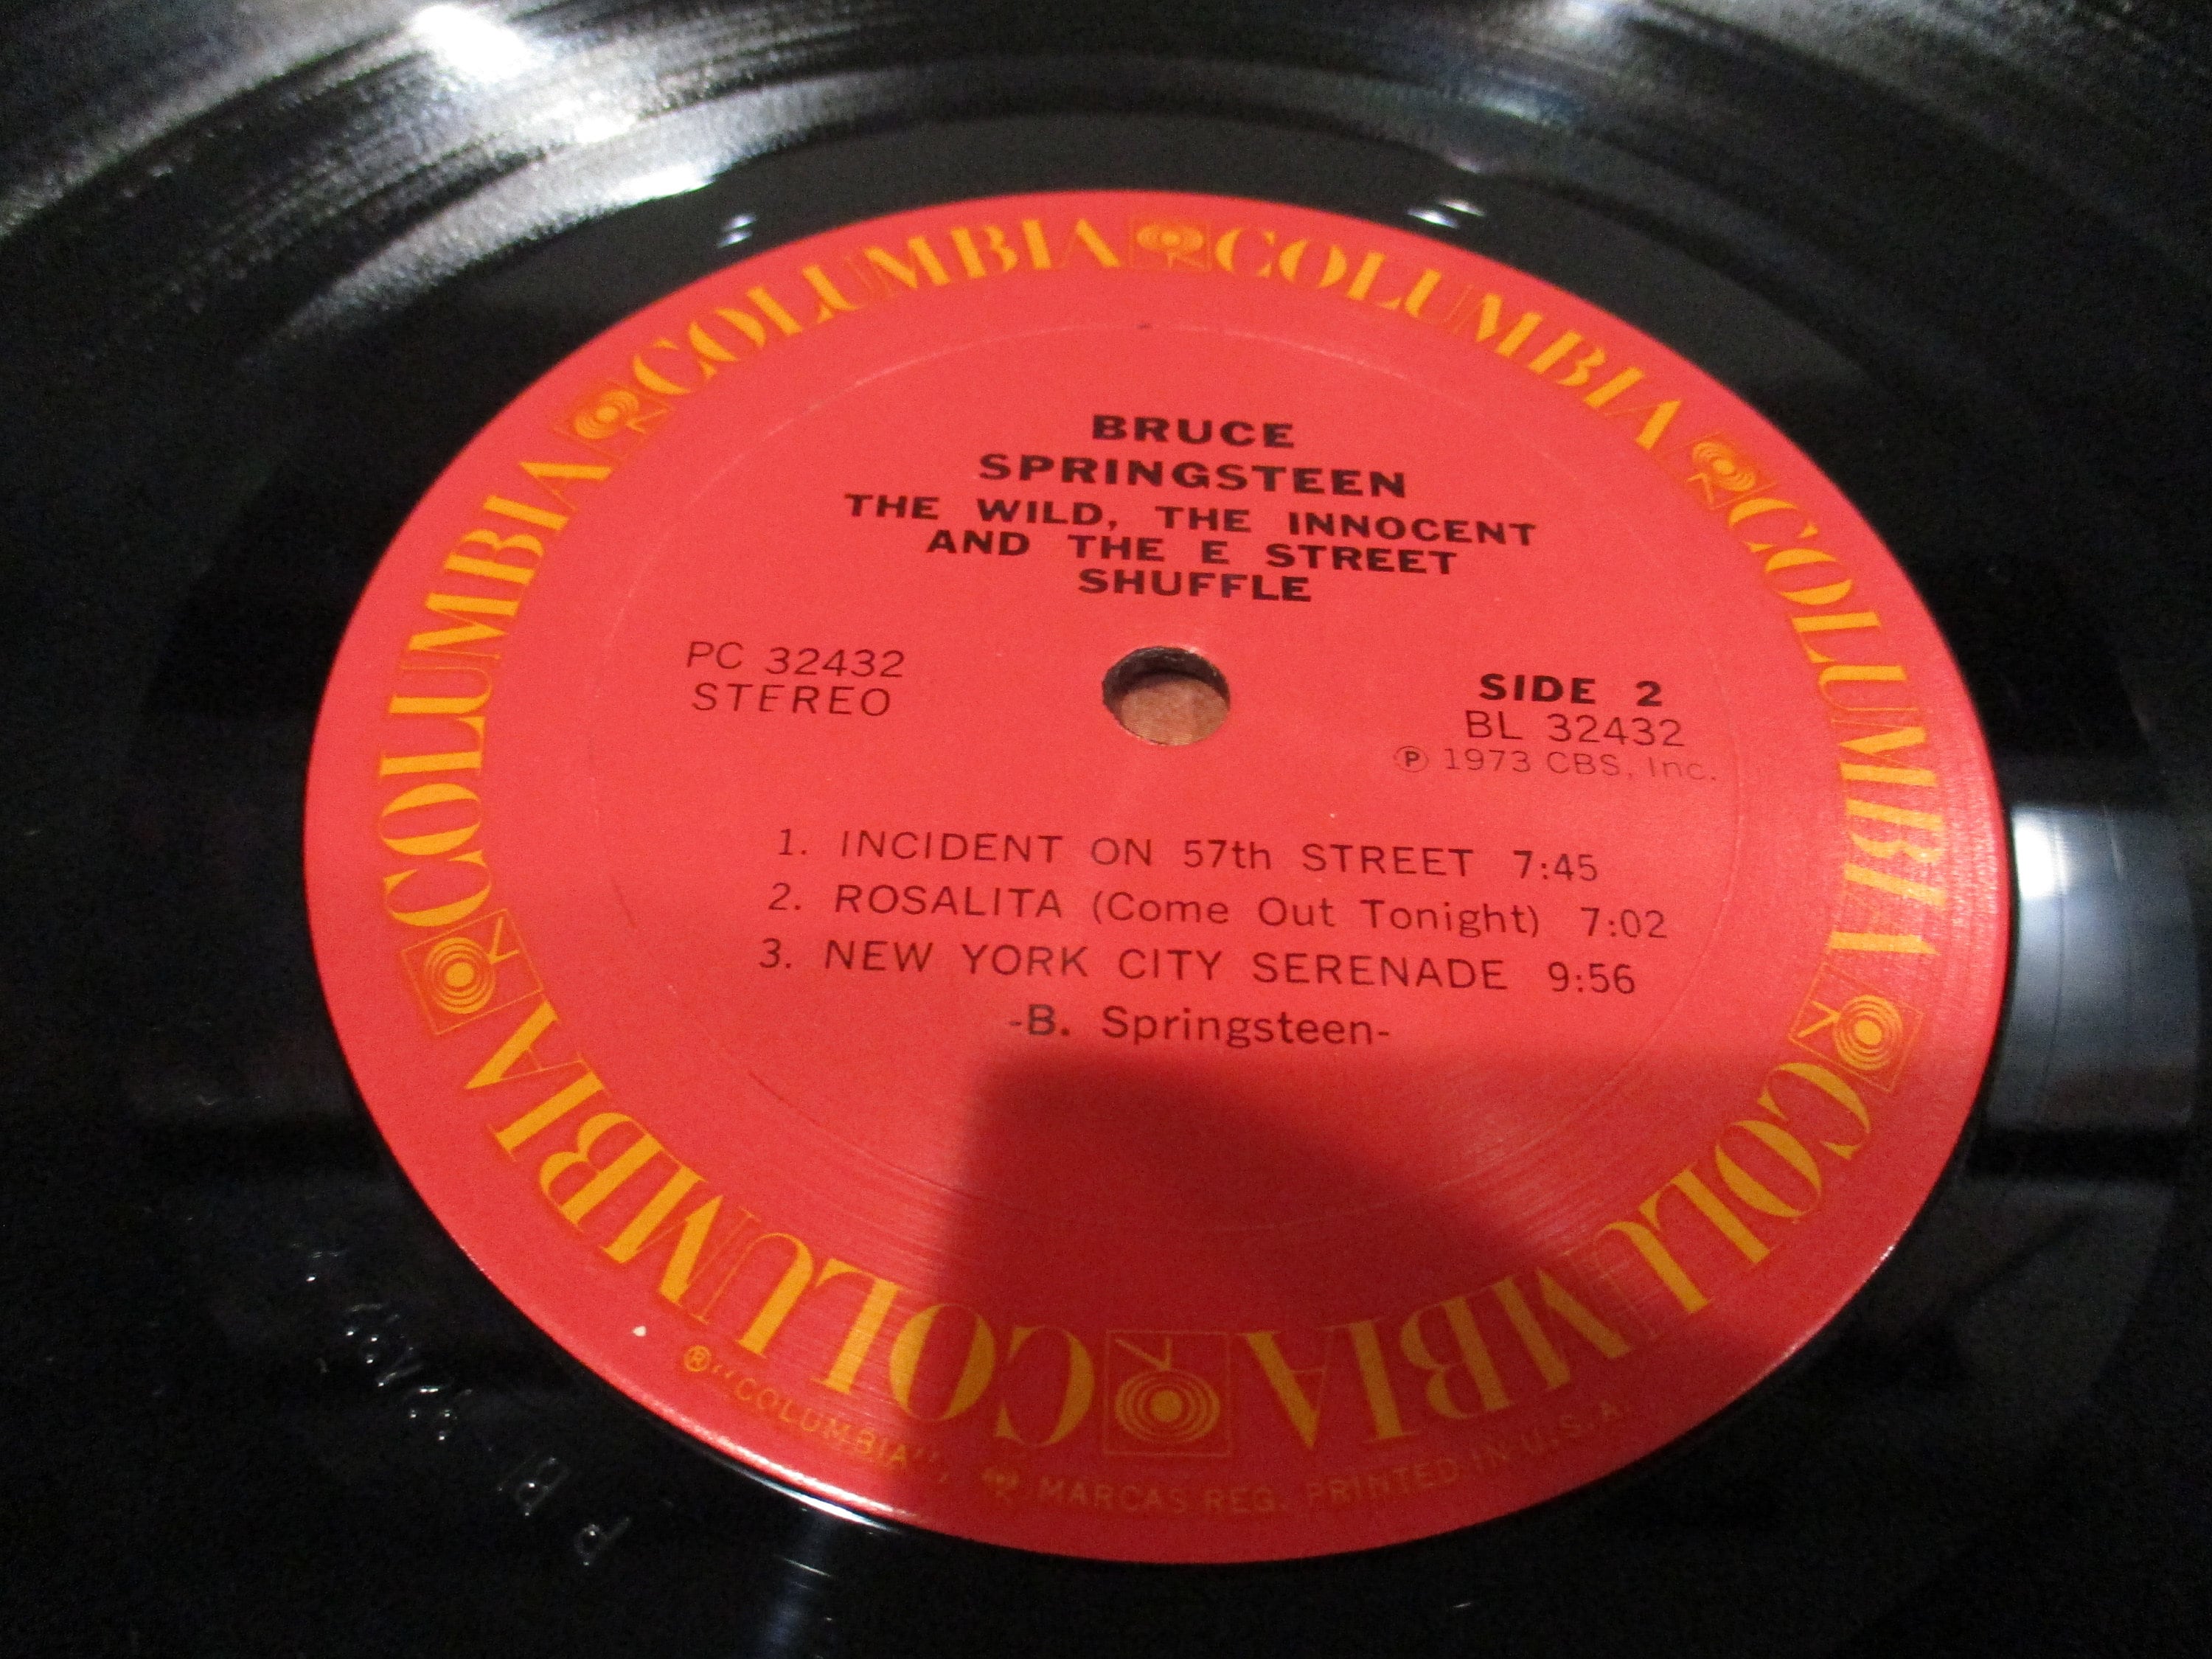 COLUMBIA COLUMBIA COLUMBIA COLUMBIA COLUMBIA COLUMBIA
BRUCE
SPRINGSTEEN
THE WILD, THE INNOCENT
AND THE E STREET
SHUFFLE
PC 32432
STEREO
SIDE 2
BL 32432
Ⓟ 1973 CBS, Inc.
1. INCIDENT ON 57th STREET 7:45
2. ROSALITA (Come Out Tonight) 7:02
3. NEW YORK CITY SERENADE 9:56
-B. Springsteen-
® "COLUMBIA", MARCAS REG. PRINTED IN U.S.A.